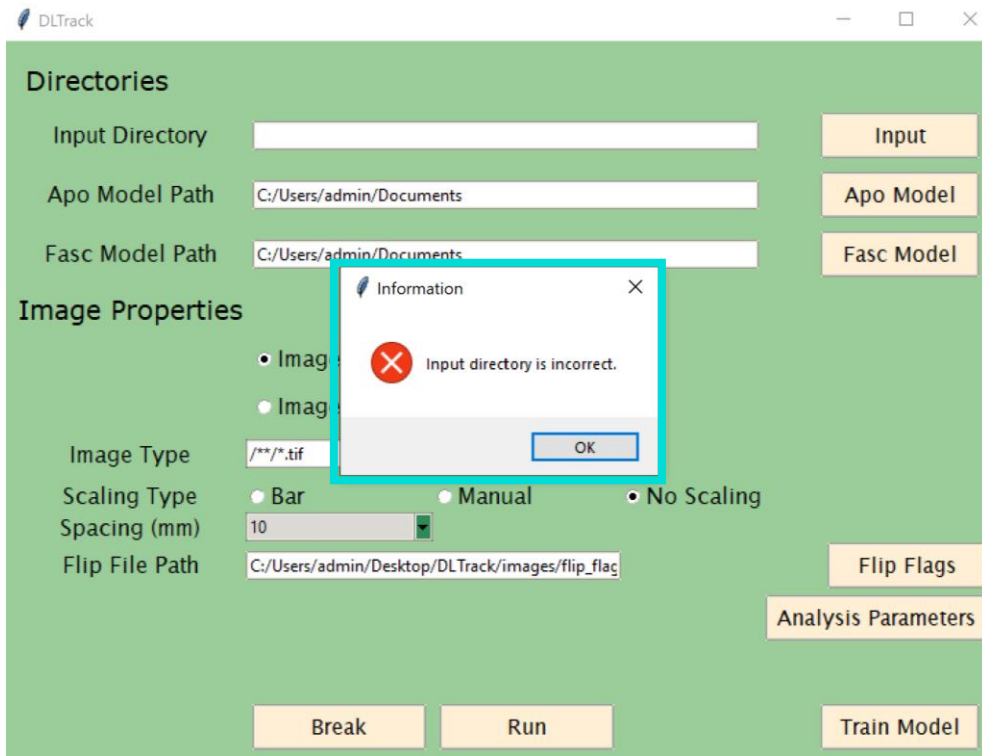 DLTrack
Directories
Input Directory
Input
Apo Model Path
C:/Users/admin/Documents
Apo Model
Fasc Model Path
C:/Users/admin/Documents
Fasc Model
Information
Image Properties
Input directory is incorrect.
OK
Image Type
/**/*.tif
Scaling Type
Bar
Manual
No Scaling
Spacing (mm)
10
Flip File Path
C:/Users/admin/Desktop/DLTrack/images/flip_flag
Flip Flags
Analysis Parameters
Break
Run
Train Model